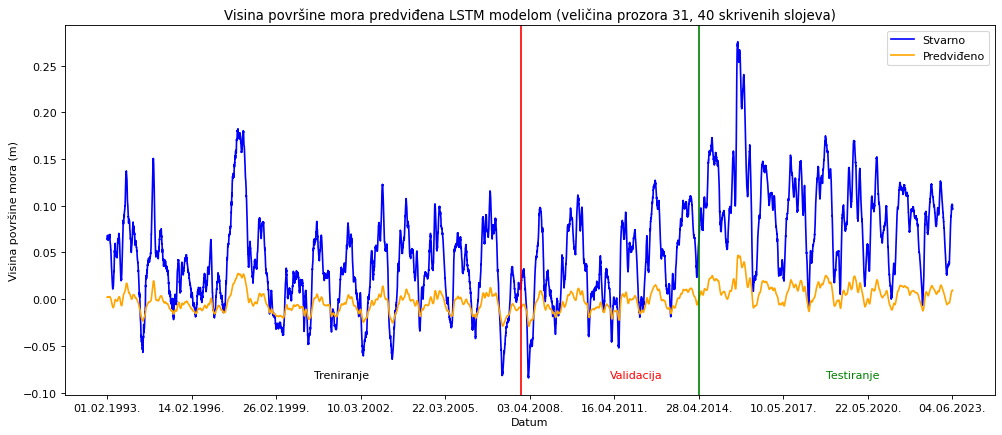 Visina površine mora predviđena LSTM modelom (veličina prozora 31, 40 skrivenih slojeva)
Stvarno
Predviđeno
Visina površine mora (m)
0.25
0.20
0.15
0.10
0.05
0.00
−0.05
−0.10
Treniranje
Validacija
Testiranje
01.02.1993.
14.02.1996.
26.02.1999.
10.03.2002.
22.03.2005.
03.04.2008.
16.04.2011.
28.04.2014.
10.05.2017.
22.05.2020.
04.06.2023.
Datum